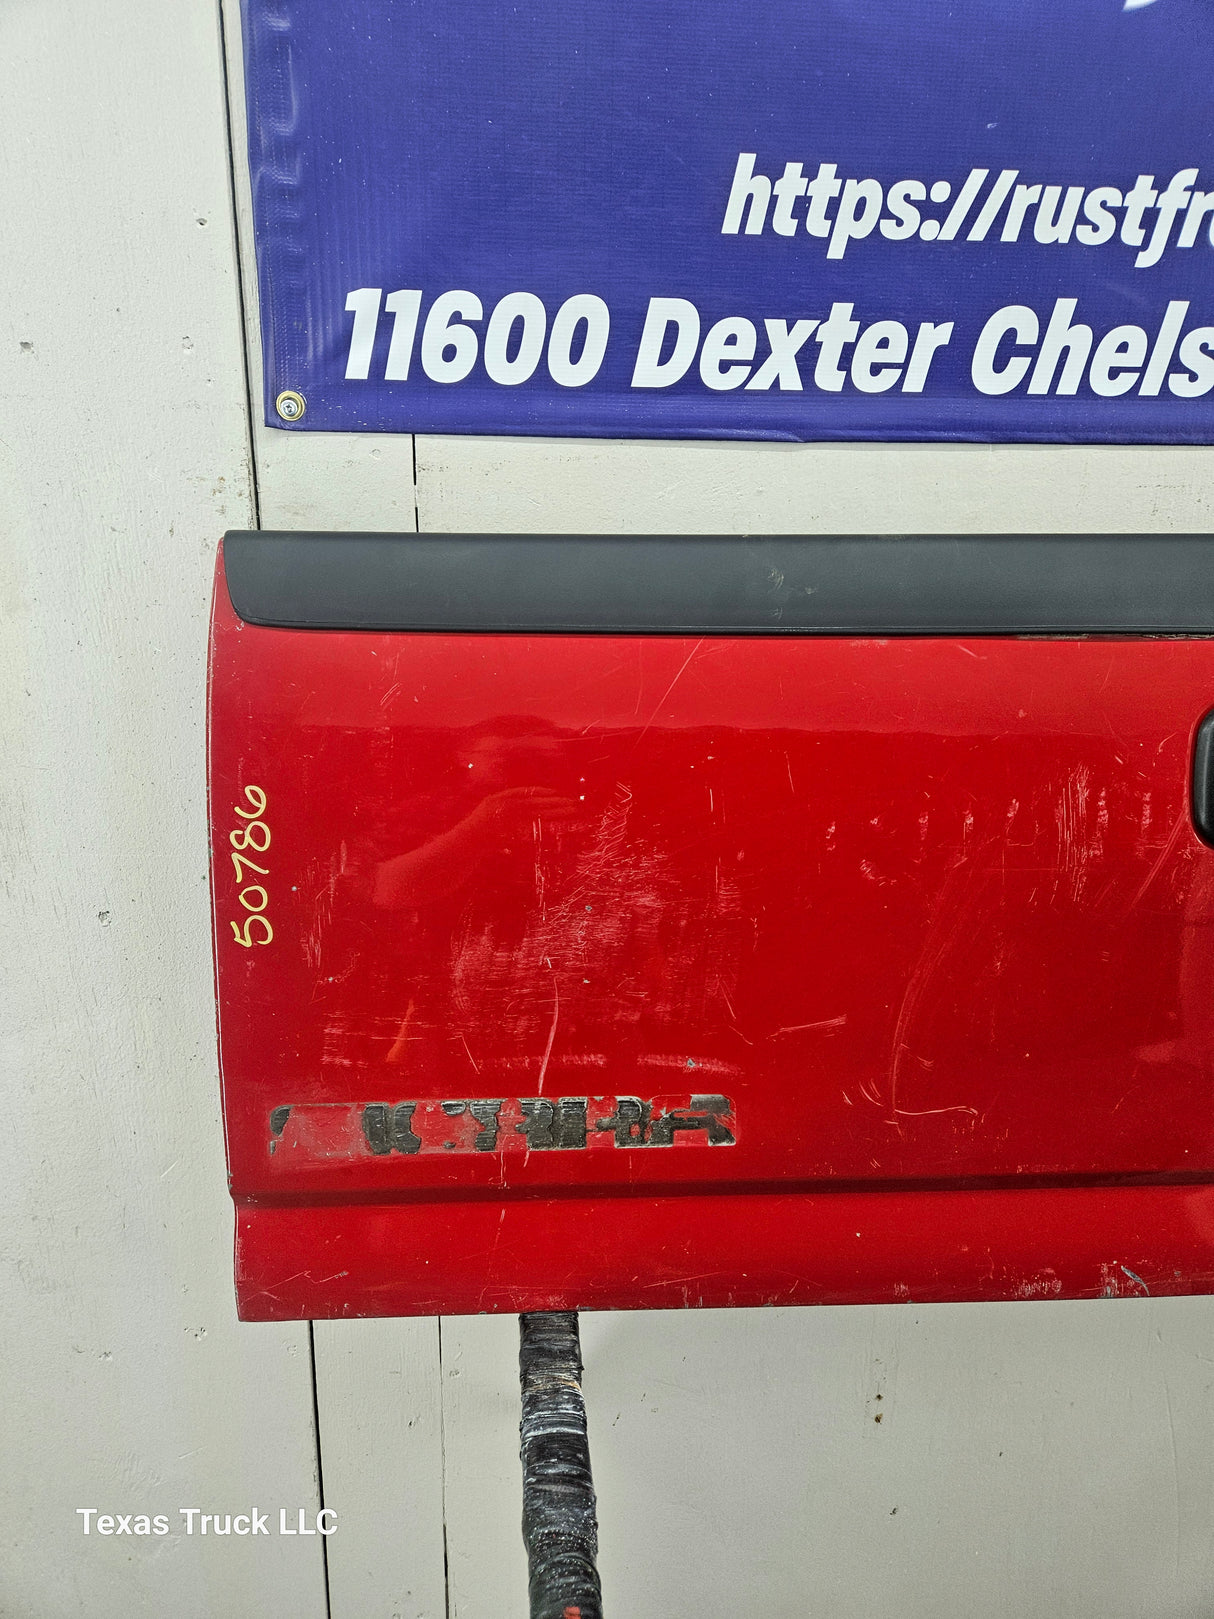 https://rustfr
11600 Dexter Chels
50786
Texas Truck LLC